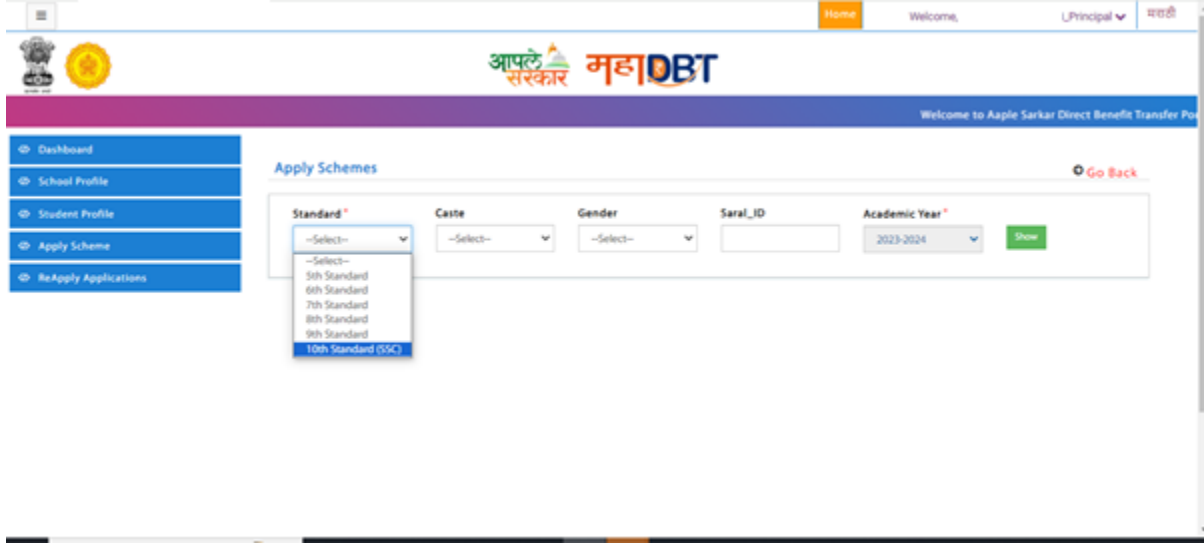 Home Welcome, Principal मराठी
आपले सरकार महाDBT
Welcome to Aaple Sarkar Direct Benefit Transfer Po
Dashboard
School Profile
Student Profile
Apply Scheme
ReApply Applications
Apply Schemes
Go Back
Standard * Caste Gender Saral_ID Academic Year *
--Select-- --Select-- --Select-- 2023-2024 Show
--Select--
5th Standard
6th Standard
7th Standard
8th Standard
9th Standard
10th Standard (SSC)